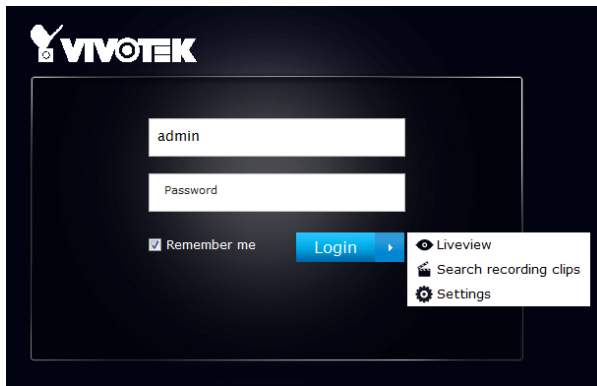 VIVOTEK
admin
Password
Remember me
Login
Liveview
Search recording clips
Settings